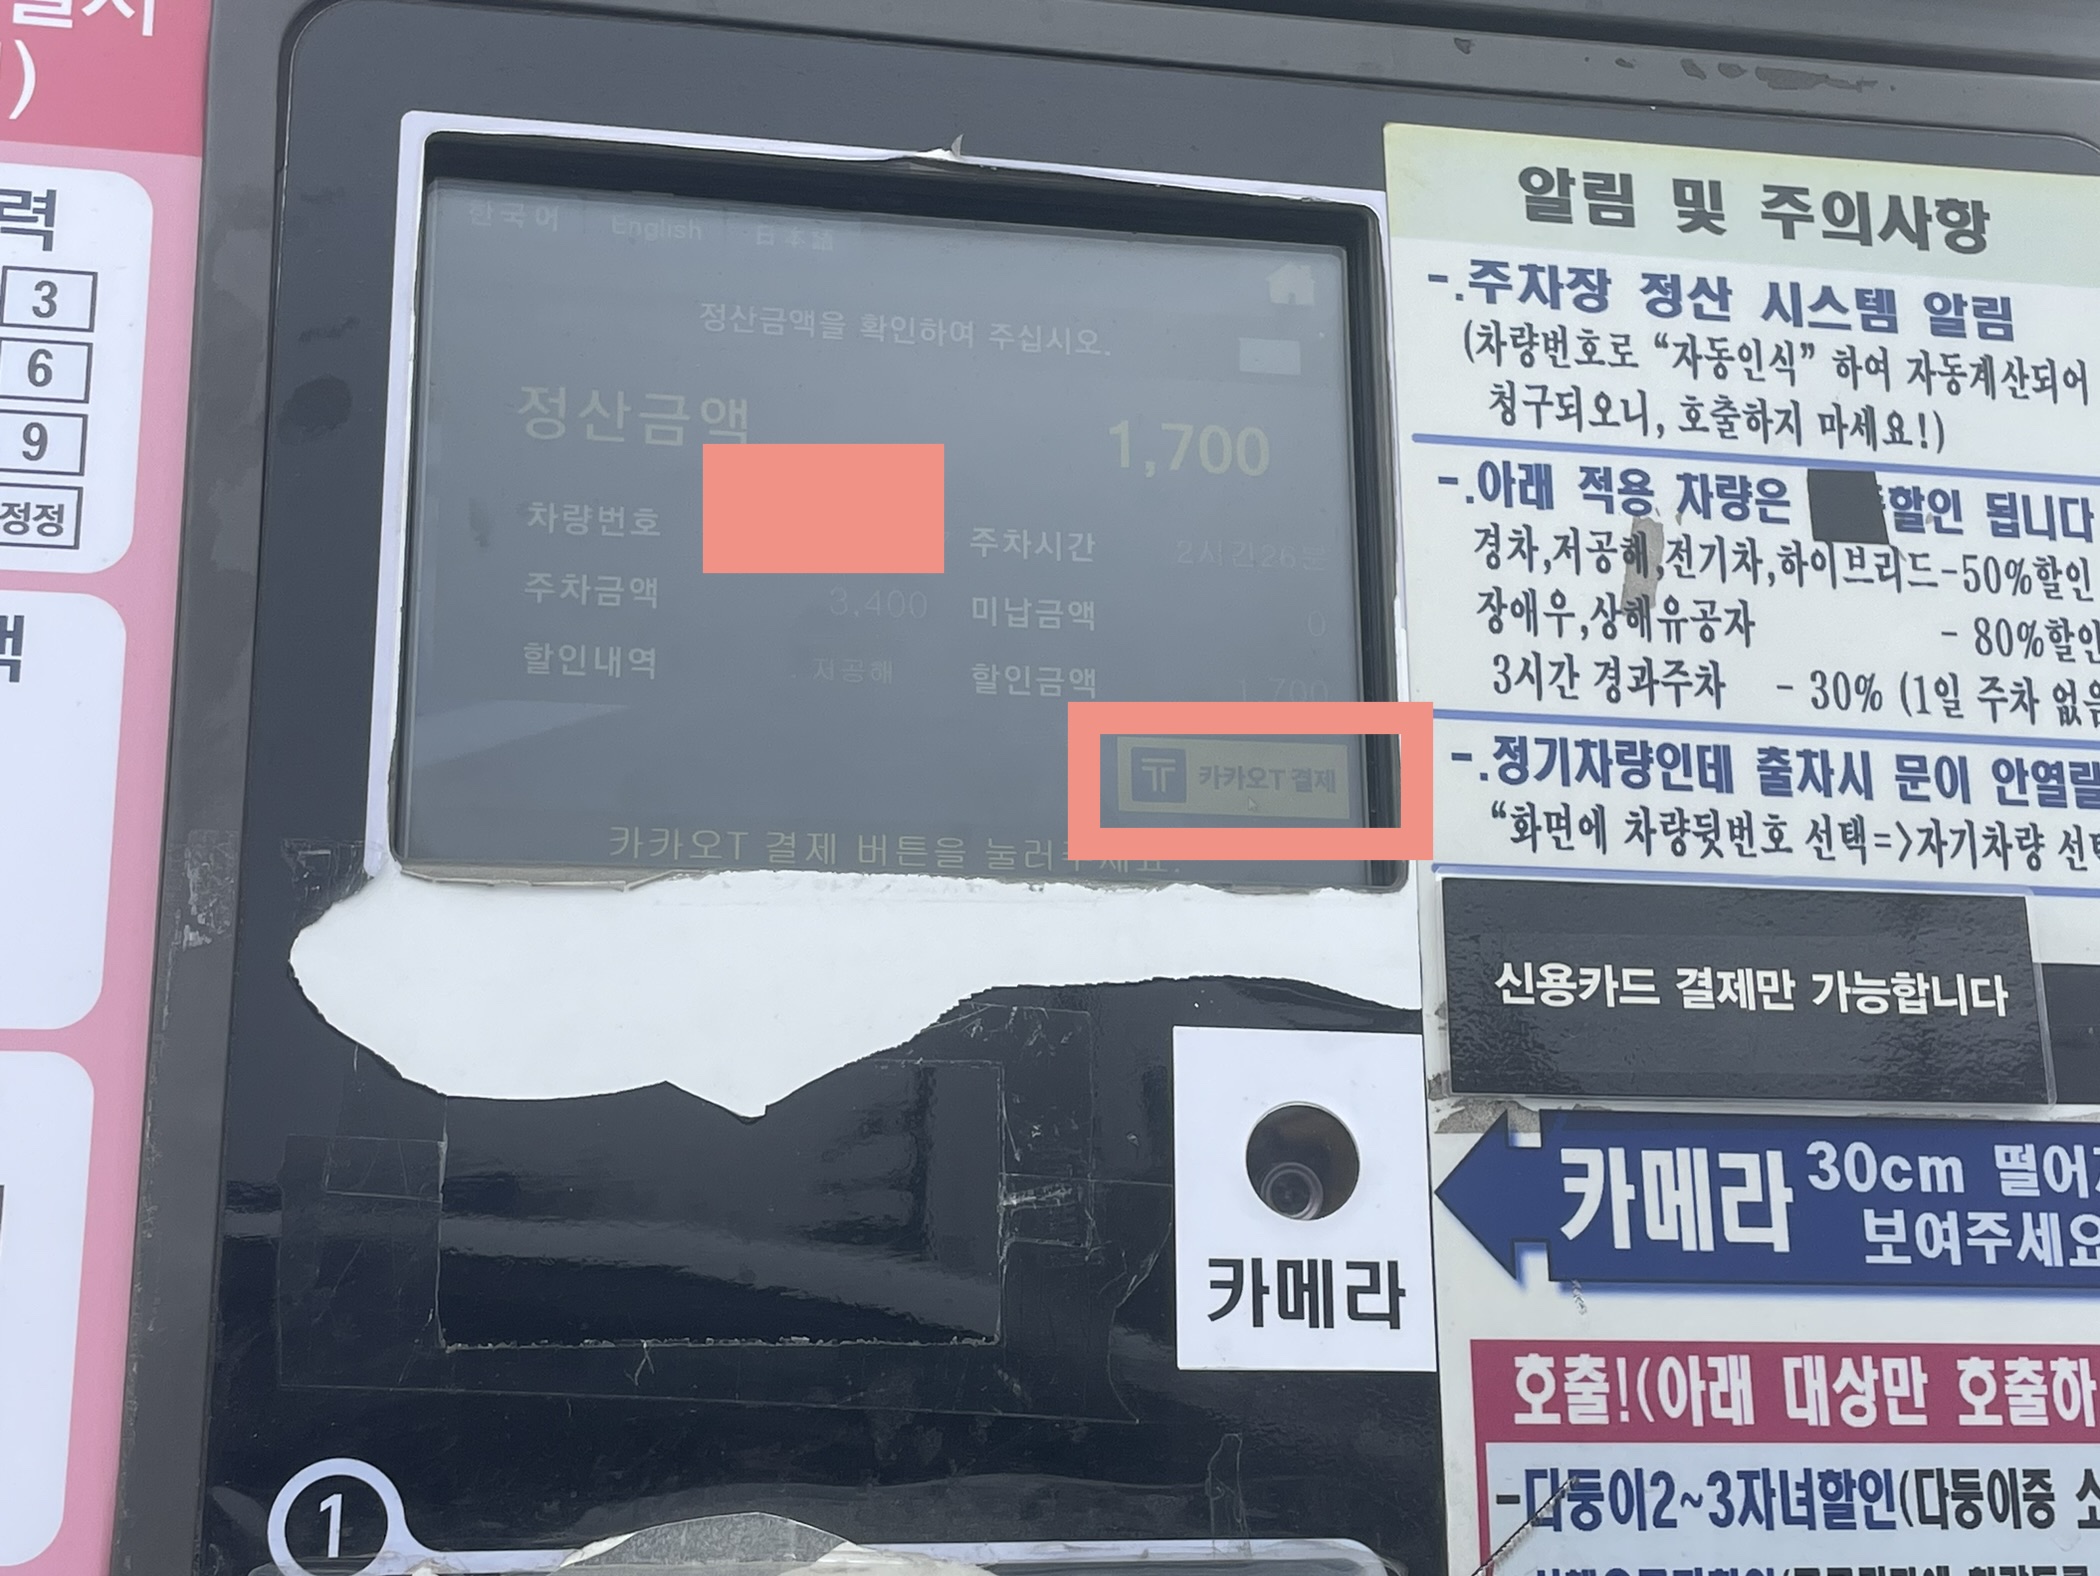 력
3
6
9
정정
액
한국어 English 日本語
정산금액을 확인하여 주십시오.
정산금액 1,700
차량번호 주차시간 2시간26분
주차금액 3,400 미납금액 0
할인내역 저공해 할인금액 1,700
카카오T 결제
카카오T 결제 버튼을 눌러
카메라
1
알림 및 주의사항
-.주차장 정산 시스템 알림
(차량번호로 “자동인식” 하여 자동계산되어
청구되오니, 호출하지 마세요!)
-.아래 적용 차량은 할인 됩니다
경차,저공해,전기차,하이브리드-50%할인
장애우,상해유공자 - 80%할인
3시간 경과주차 - 30% (1일 주차 없음
-.정기차량인데 출차시 문이 안열릴
“화면에 차량뒷번호 선택=>자기차량 선택
신용카드 결제만 가능합니다
카메라 30cm 떨어
보여주세요
호출!(아래 대상만 호출하
-다둥이2~3자녀할인(다둥이증 소